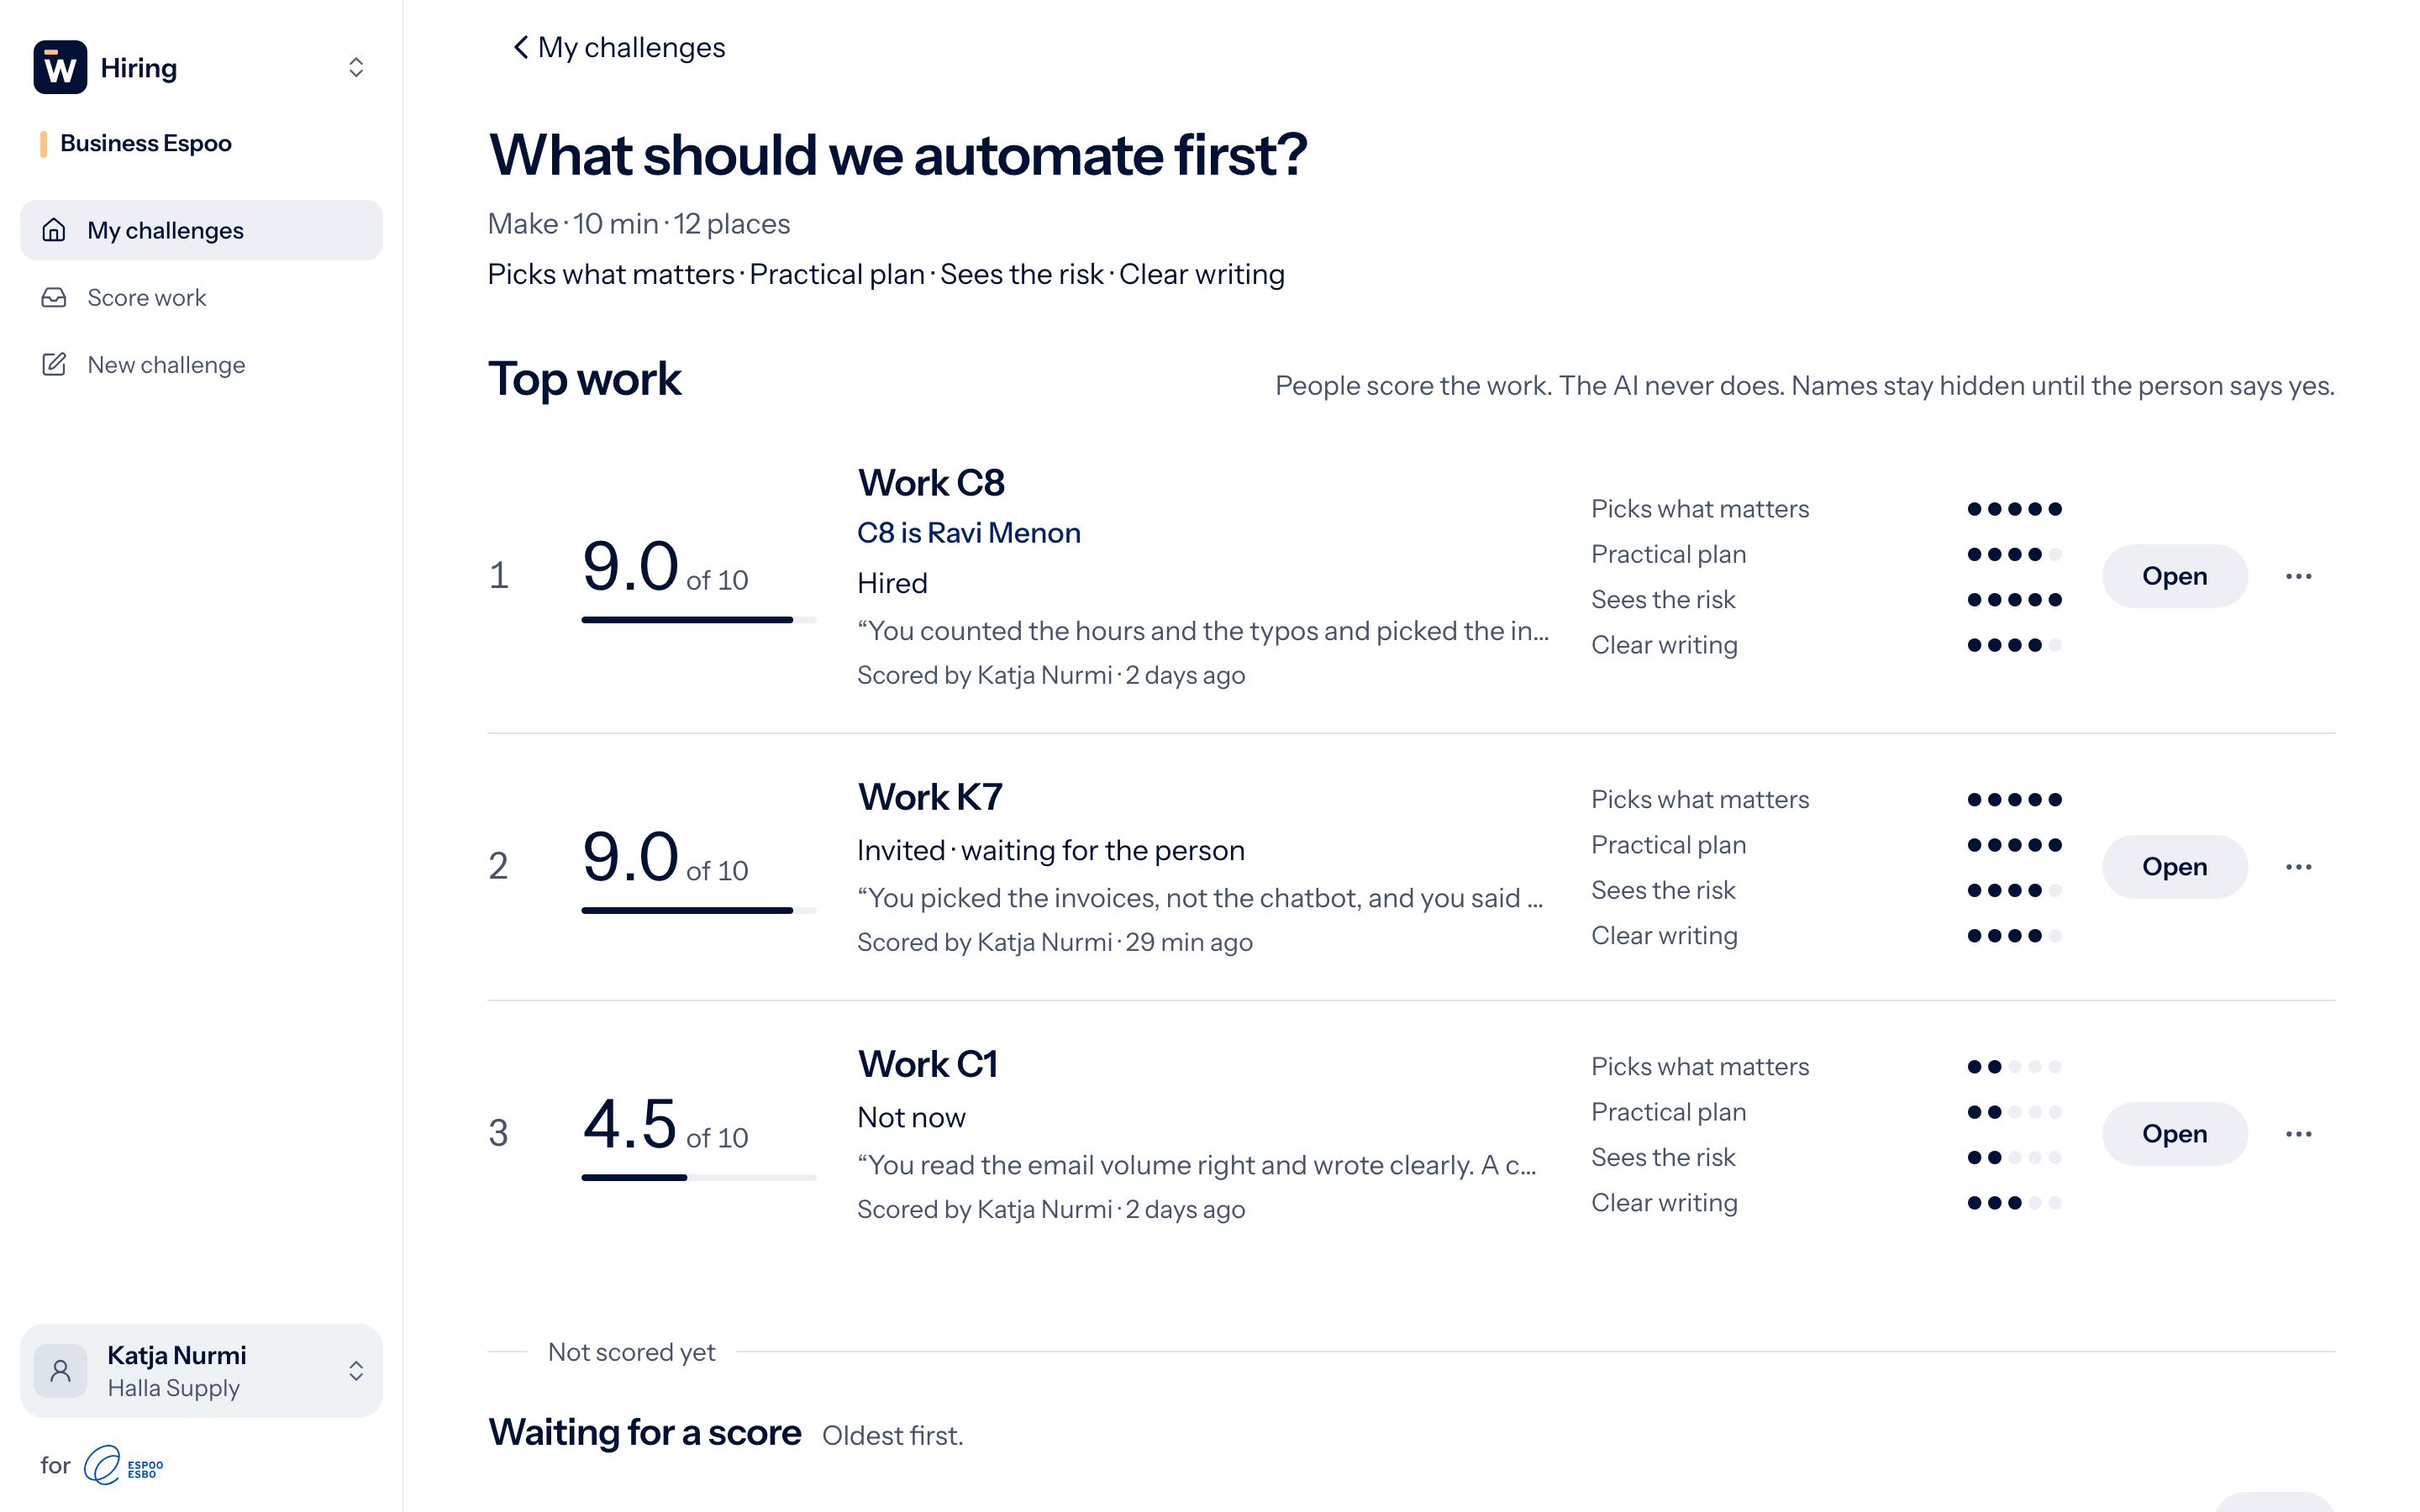 Hiring
Business Espoo
My challenges
Score work
New challenge
Katja Nurmi
Halla Supply
for ESPOO
ESBO
My challenges
What should we automate first?
Make · 10 min · 12 places
Picks what matters · Practical plan · Sees the risk · Clear writing
Top work
People score the work. The AI never does. Names stay hidden until the person says yes.
1
9.0 of 10
Work C8
C8 is Ravi Menon
Hired
“You counted the hours and the typos and picked the in...
Scored by Katja Nurmi · 2 days ago
Picks what matters
Practical plan
Sees the risk
Clear writing
Open
2
9.0 of 10
Work K7
Invited · waiting for the person
“You picked the invoices, not the chatbot, and you said ...
Scored by Katja Nurmi · 29 min ago
Picks what matters
Practical plan
Sees the risk
Clear writing
Open
3
4.5 of 10
Work C1
Not now
“You read the email volume right and wrote clearly. A c...
Scored by Katja Nurmi · 2 days ago
Picks what matters
Practical plan
Sees the risk
Clear writing
Open
Not scored yet
Waiting for a score Oldest first.